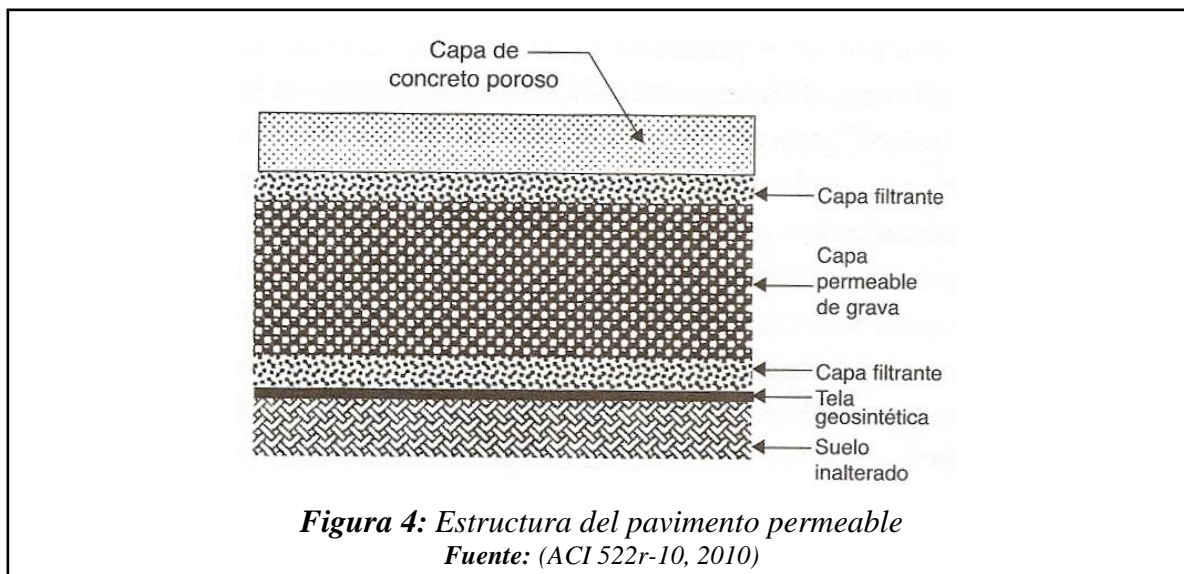 Capa de
concreto poroso
Capa filtrante
Capa
permeable
de grava
Capa filtrante
Tela
geosintética
Suelo
inalterado
Figura 4: Estructura del pavimento permeable
Fuente: (ACI 522r-10, 2010)